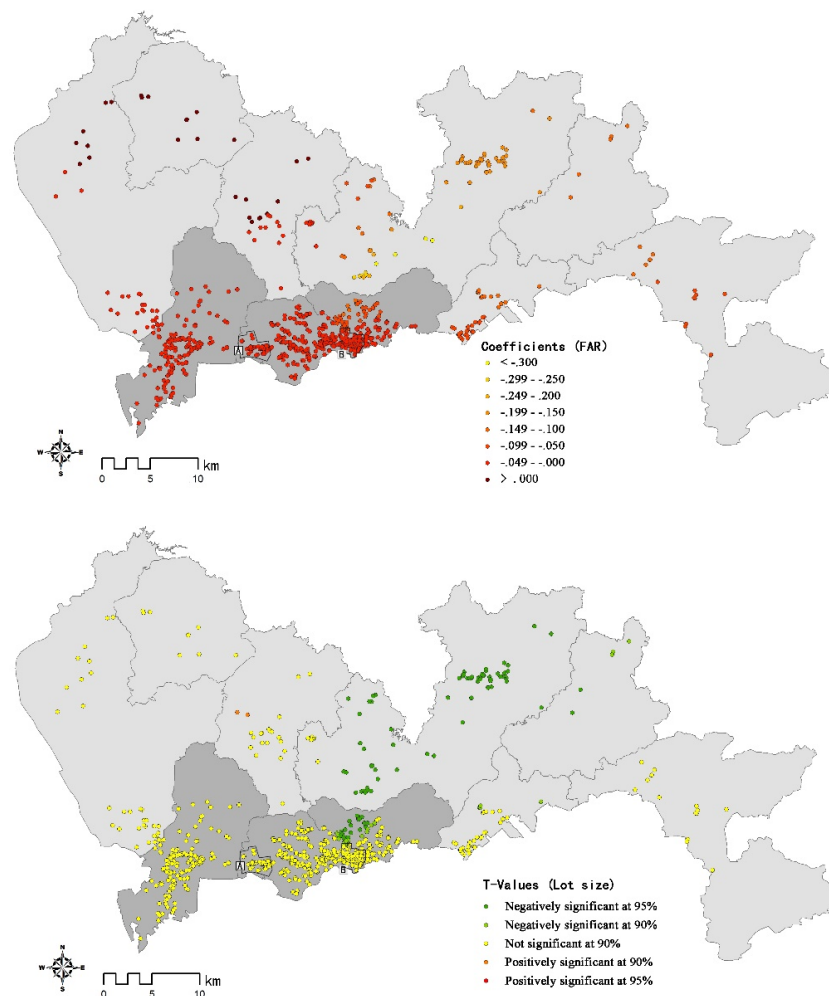 A
B
Coefficients (FAR)
< -.300
-.299 - -.250
-.249 - -.200
-.199 - -.150
-.149 - -.100
-.099 - -.050
-.049 - -.000
> .000
N
W E
S
0 5 10 km
A
B
T-Values (Lot size)
Negatively significant at 95%
Negatively significant at 90%
Not significant at 90%
Positively significant at 90%
Positively significant at 95%
N
W E
S
0 5 10 km